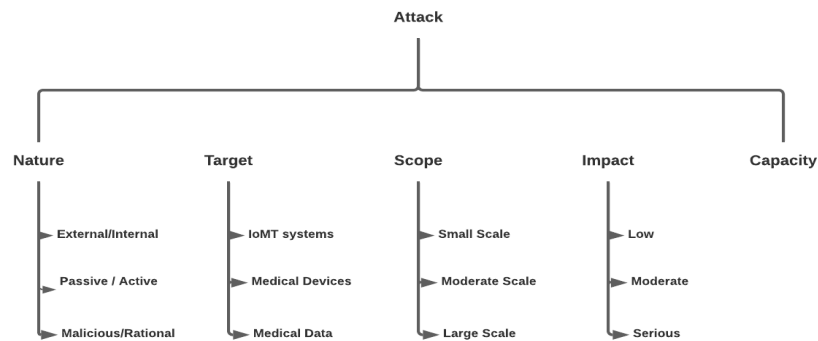 Attack
Nature
Target
Scope
Impact
Capacity
External/Internal
IoMT systems
Small Scale
Low
Passive / Active
Medical Devices
Moderate Scale
Moderate
Malicious/Rational
Medical Data
Large Scale
Serious